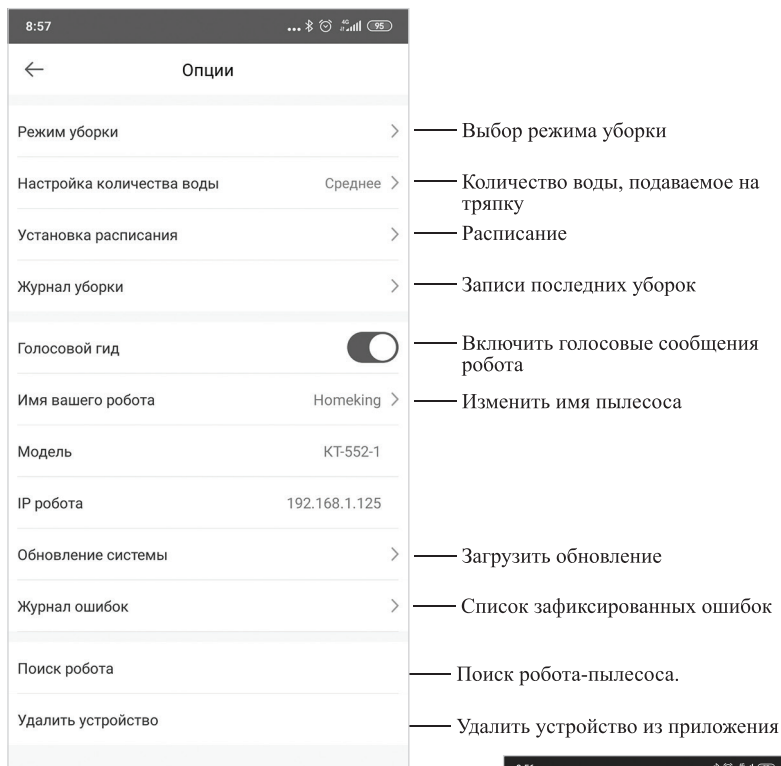 8:57
4G
95
Опции
Режим уборки
Выбор режима уборки
Настройка количества воды Среднее
Количество воды, подаваемое на
тряпку
Установка расписания
Расписание
Журнал уборки
Записи последних уборок
Голосовой гид
Включить голосовые сообщения
робота
Имя вашего робота Homeking
Изменить имя пылесоса
Модель KT-552-1
IP робота 192.168.1.125
Обновление системы
Загрузить обновление
Журнал ошибок
Список зафиксированных ошибок
Поиск робота
Поиск робота-пылесоса.
Удалить устройство
Удалить устройство из приложения